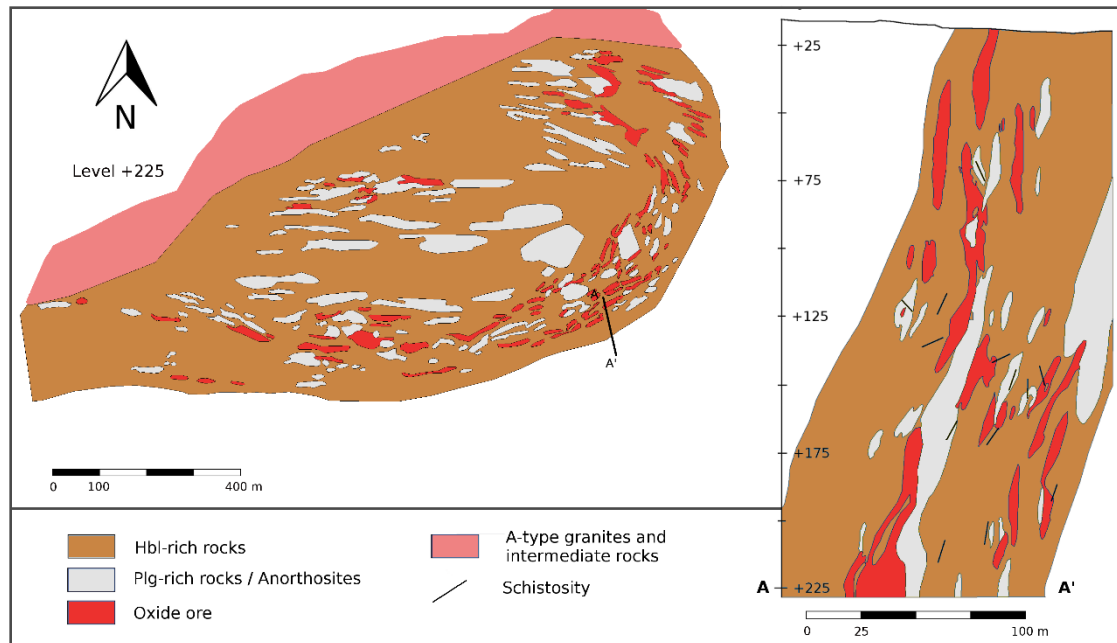 N
Level +225
A
A'
0 100 400 m
+25
+75
+125
+175
+225
A
A'
0 25 100 m
Hbl-rich rocks
Plg-rich rocks / Anorthosites
Oxide ore
A-type granites and
intermediate rocks
Schistosity